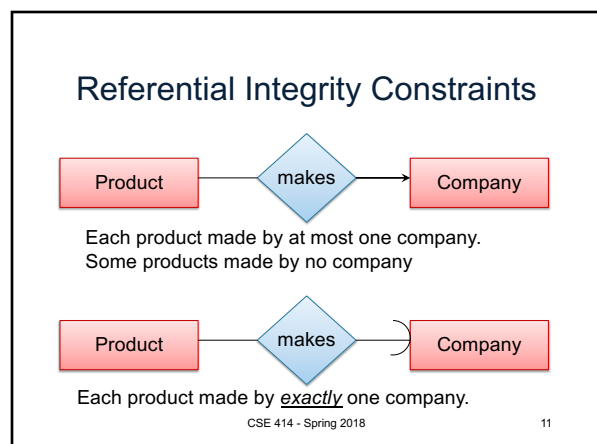 Referential Integrity Constraints
Product makes Company
Each product made by at most one company.
Some products made by no company
Product makes Company
Each product made by exactly one company.
CSE 414 - Spring 2018 11